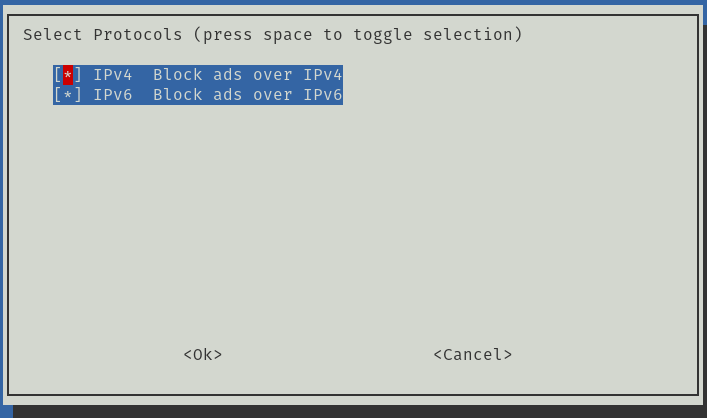 Select Protocols (press space to toggle selection)
[*] IPv4  Block ads over IPv4
[*] IPv6  Block ads over IPv6
<Ok>  <Cancel>